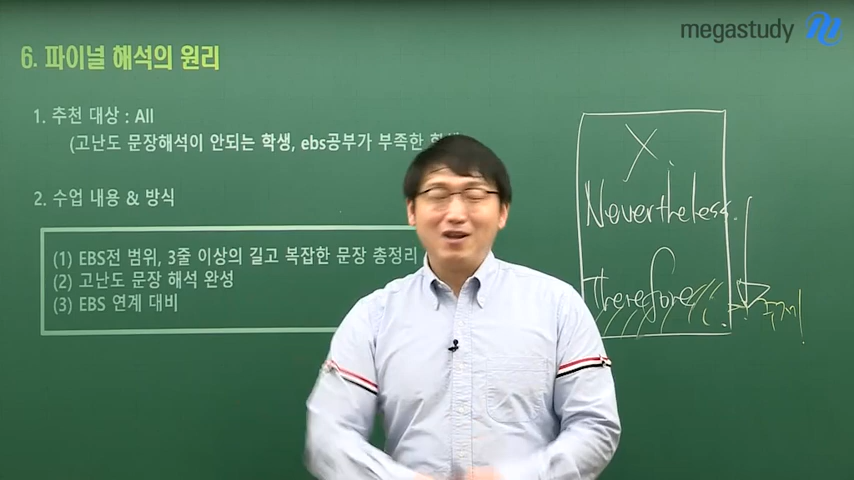 megastudy
6. 파이널 해석의 원리
1. 추천 대상 : All
(고난도 문장해석이 안되는 학생, ebs공부가 부족한
2. 수업 내용 & 방식
(1) EBS전 범위, 3줄 이상의 길고 복잡한 문장 총정리
(2) 고난도 문장 해석 완성
(3) EBS 연계 대비
X
Nevertheless.
Therefore